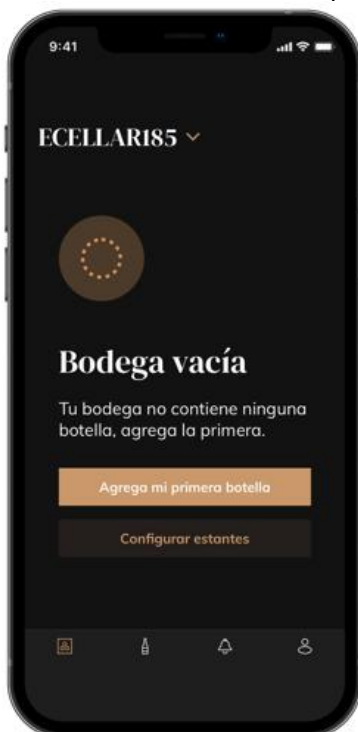 9:41
ECELLAR185
Bodega vacía
Tu bodega no contiene ninguna
botella, agrega la primera.
Agrega mi primera botella
Configurar estantes